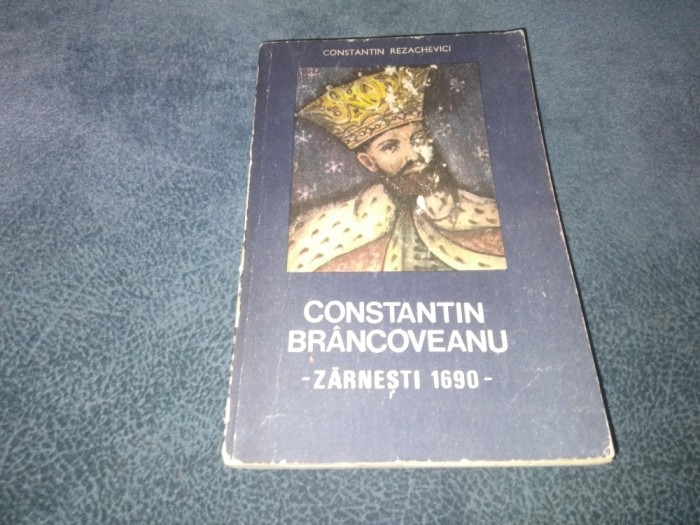 CONSTANTIN REZACHEVICI
CONSTANTIN
BRÂNCOVEANU
-ZĂRNEȘTI 1690-